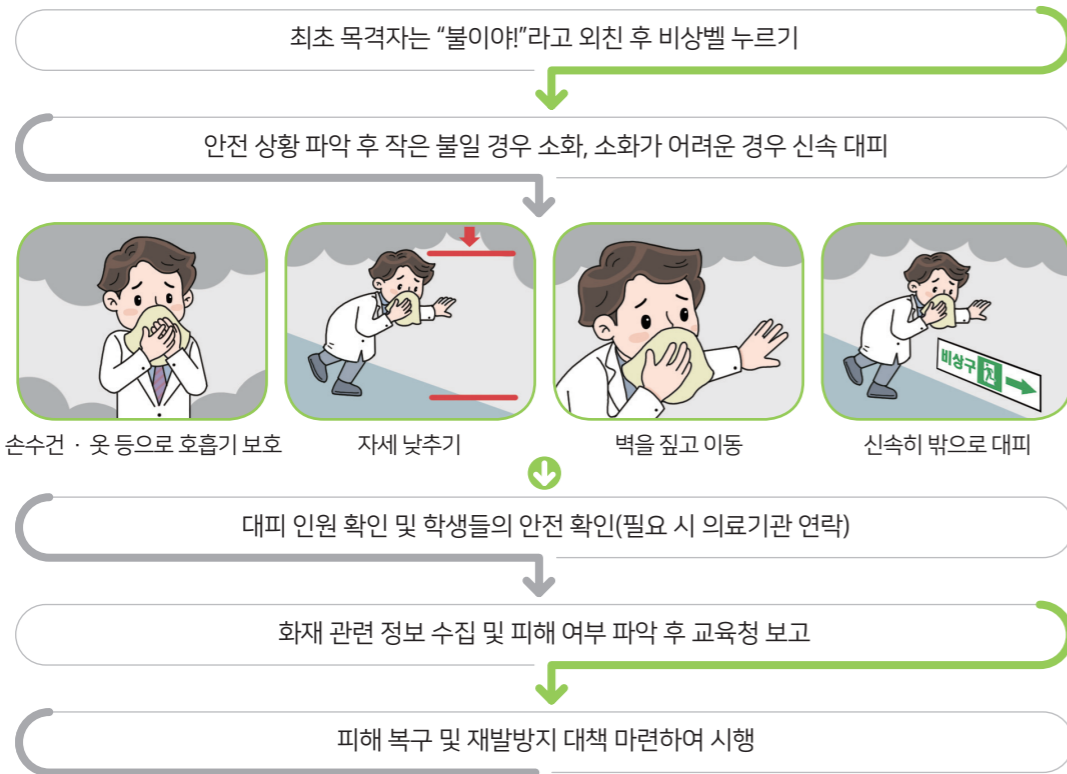 최초 목격자는 “불이야!”라고 외친 후 비상벨 누르기
안전 상황 파악 후 작은 불일 경우 소화, 소화가 어려운 경우 신속 대피
비상구
손수건 · 옷 등으로 호흡기 보호
자세 낮추기
벽을 짚고 이동
신속히 밖으로 대피
대피 인원 확인 및 학생들의 안전 확인(필요 시 의료기관 연락)
화재 관련 정보 수집 및 피해 여부 파악 후 교육청 보고
피해 복구 및 재발방지 대책 마련하여 시행